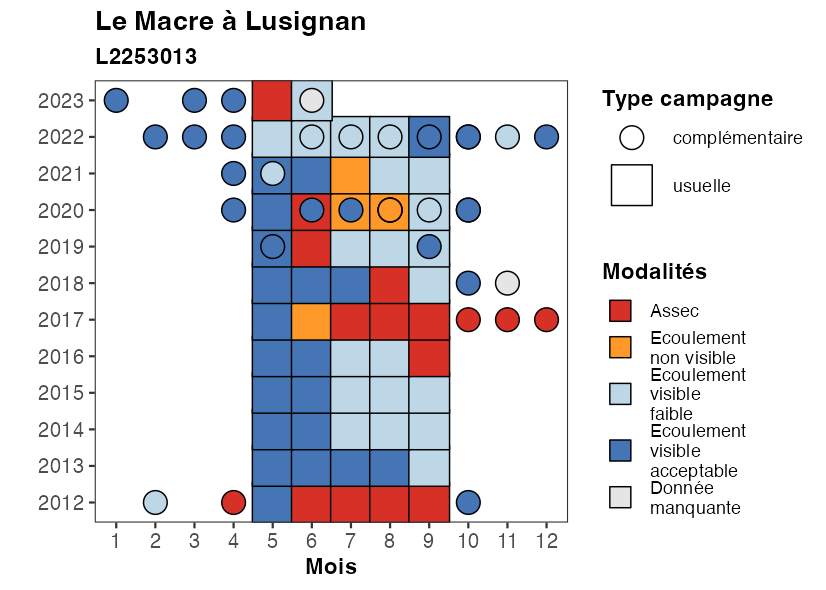 Le Macre à Lusignan
L2253013
2023
2022
2021
2020
2019
2018
2017
2016
2015
2014
2013
2012
1 2 3 4 5 6 7 8 9 10 11 12
Mois
Type campagne
complémentaire
usuelle
Modalités
Assec
Ecoulement
non visible
Ecoulement
visible
faible
Ecoulement
visible
acceptable
Donnée
manquante